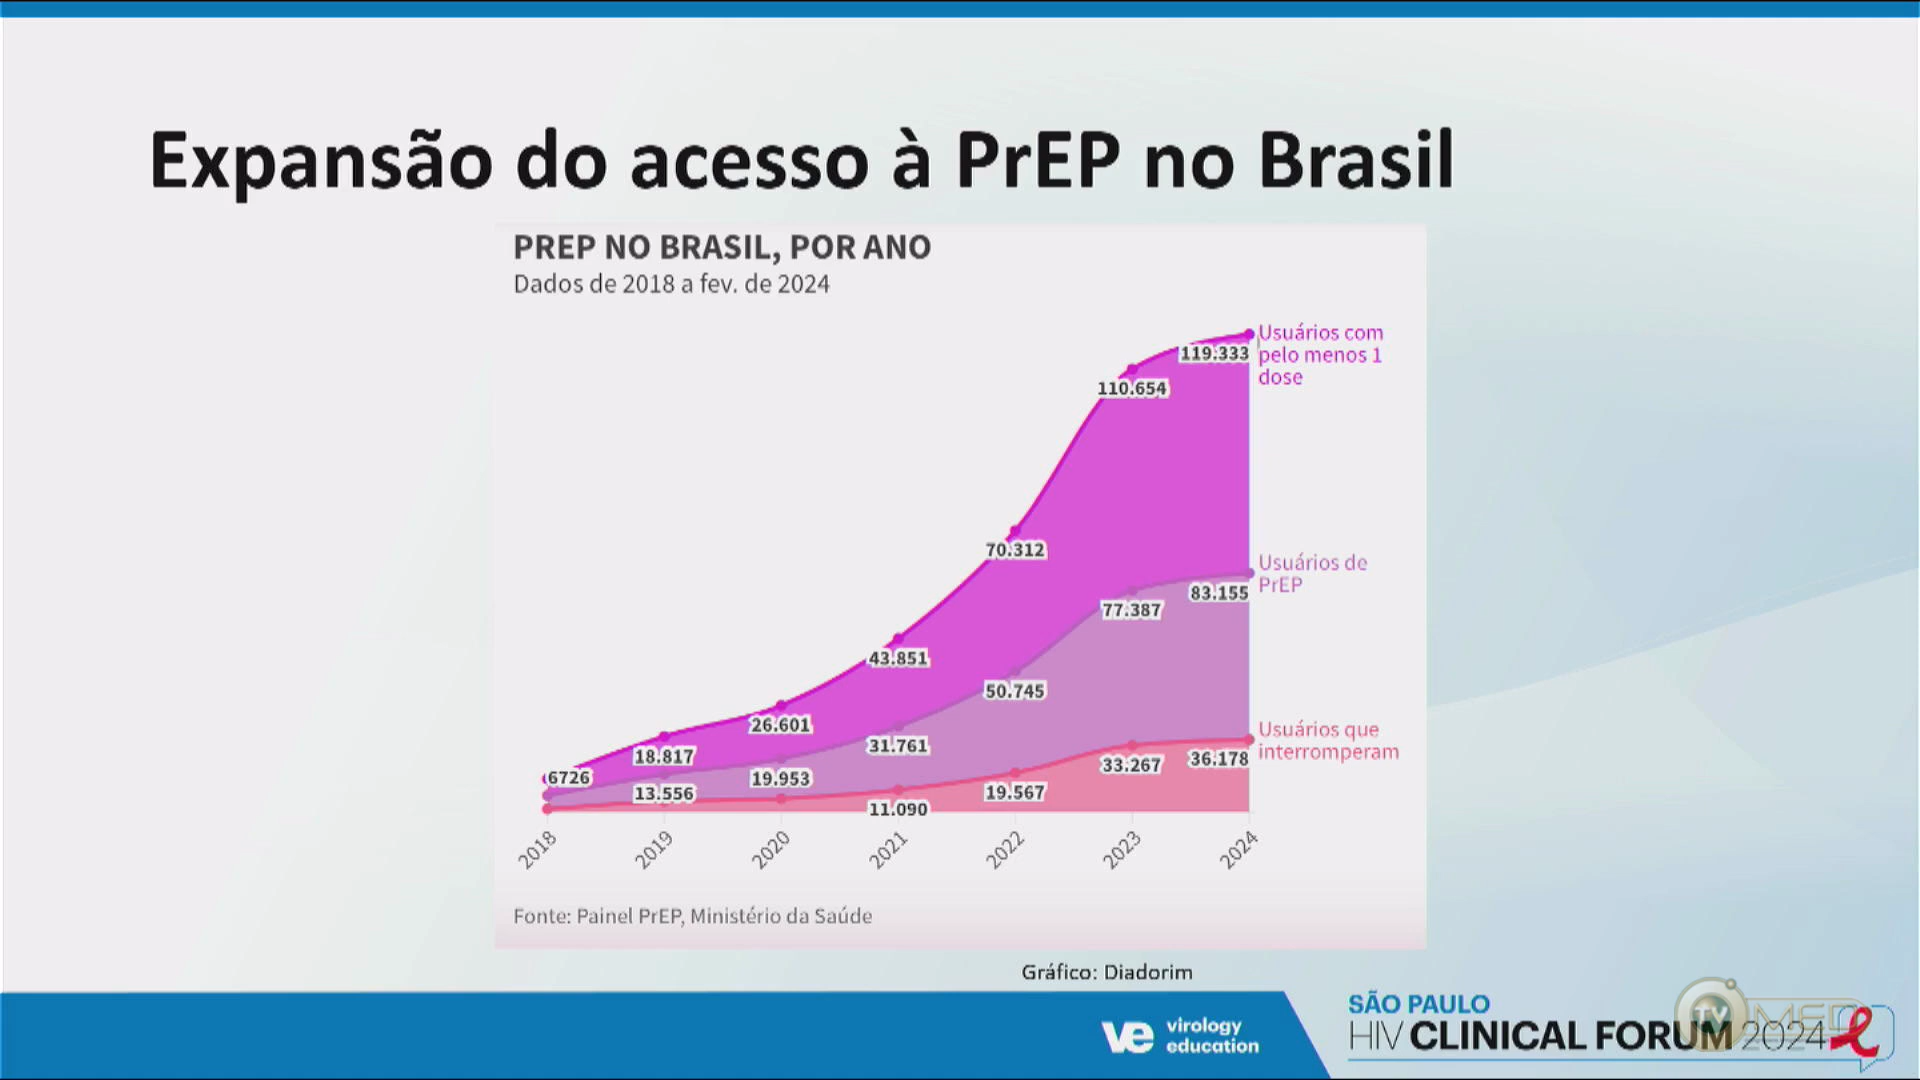 Expansão do acesso à PrEP no Brasil
PREP NO BRASIL, POR ANO
Dados de 2018 a fev. de 2024
Usuários com
pelo menos 1
dose
119.333
110.654
70.312
43.851
26.601
18.817
6726
Usuários de
PrEP
83.155
77.387
50.745
31.761
19.953
13.556
Usuários que
interromperam
36.178
33.267
19.567
11.090
2018
2019
2020
2021
2022
2023
2024
Fonte: Painel PrEP, Ministério da Saúde
Gráfico: Diadorim
ve virology
education
SÃO PAULO
HIV CLINICAL FORUM 2024
TV MED